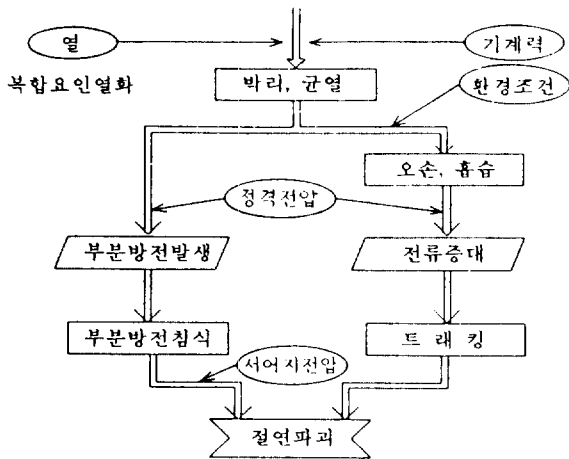 열
기계력
복합요인열화
박리, 균열
환경조건
오손, 흡습
정격전압
부분방전발생
전류증대
부분방전침식
트 래 킹
서어지전압
절연파괴